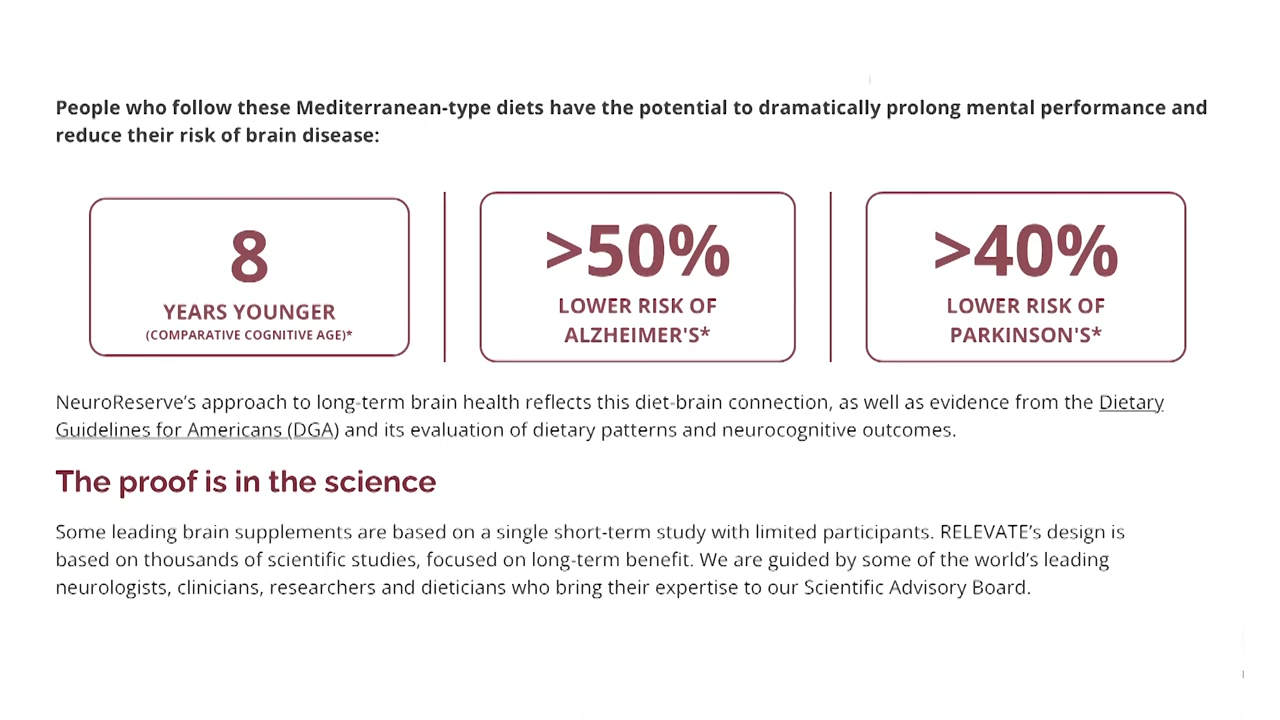 People who follow these Mediterranean-type diets have the potential to dramatically prolong mental performance and
reduce their risk of brain disease:
8
YEARS YOUNGER
(COMPARATIVE COGNITIVE AGE)*
>50%
LOWER RISK OF
ALZHEIMER'S*
>40%
LOWER RISK OF
PARKINSON'S*
NeuroReserve’s approach to long-term brain health reflects this diet-brain connection, as well as evidence from the Dietary
Guidelines for Americans (DGA) and its evaluation of dietary patterns and neurocognitive outcomes.
The proof is in the science
Some leading brain supplements are based on a single short-term study with limited participants. RELEVATE’s design is
based on thousands of scientific studies, focused on long-term benefit. We are guided by some of the world’s leading
neurologists, clinicians, researchers and dieticians who bring their expertise to our Scientific Advisory Board.